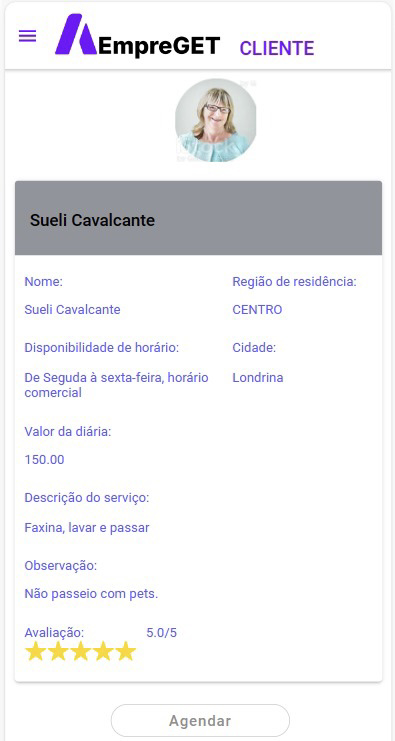 EmpreGET CLIENTE
Sueli Cavalcante
Nome:
Sueli Cavalcante
Região de residência:
CENTRO
Disponibilidade de horário:
De Seguda à sexta-feira, horário
comercial
Cidade:
Londrina
Valor da diária:
150.00
Descrição do serviço:
Faxina, lavar e passar
Observação:
Não passeio com pets.
Avaliação: 5.0/5
Agendar